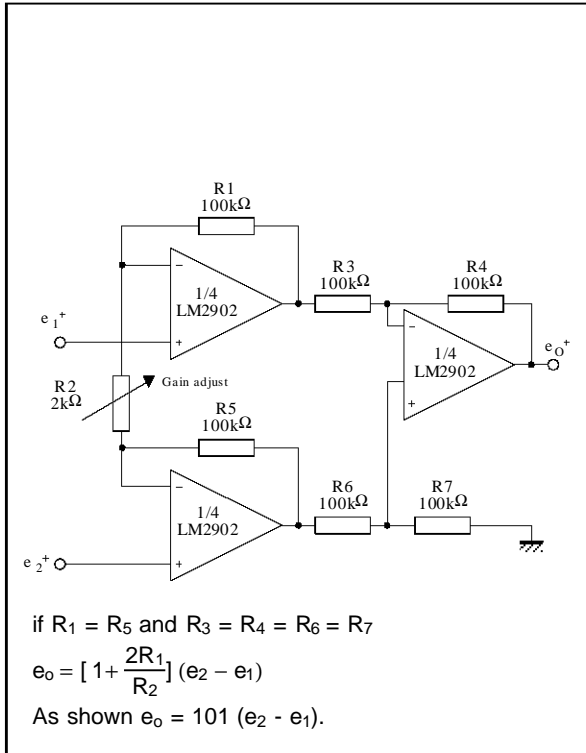 R1
100kΩ
R3
100kΩ
R4
100kΩ
−
1/4
LM2902
+
e1+
−
1/4
LM2902
+
eO+
R2
2kΩ
Gain adjust
R5
100kΩ
−
1/4
LM2902
+
R6
100kΩ
R7
100kΩ
e2+
if R1 = R5 and R3 = R4 = R6 = R7
eo = [ 1+ 2R1/R2 ] (e2 − e1)
As shown eo = 101 (e2 - e1).